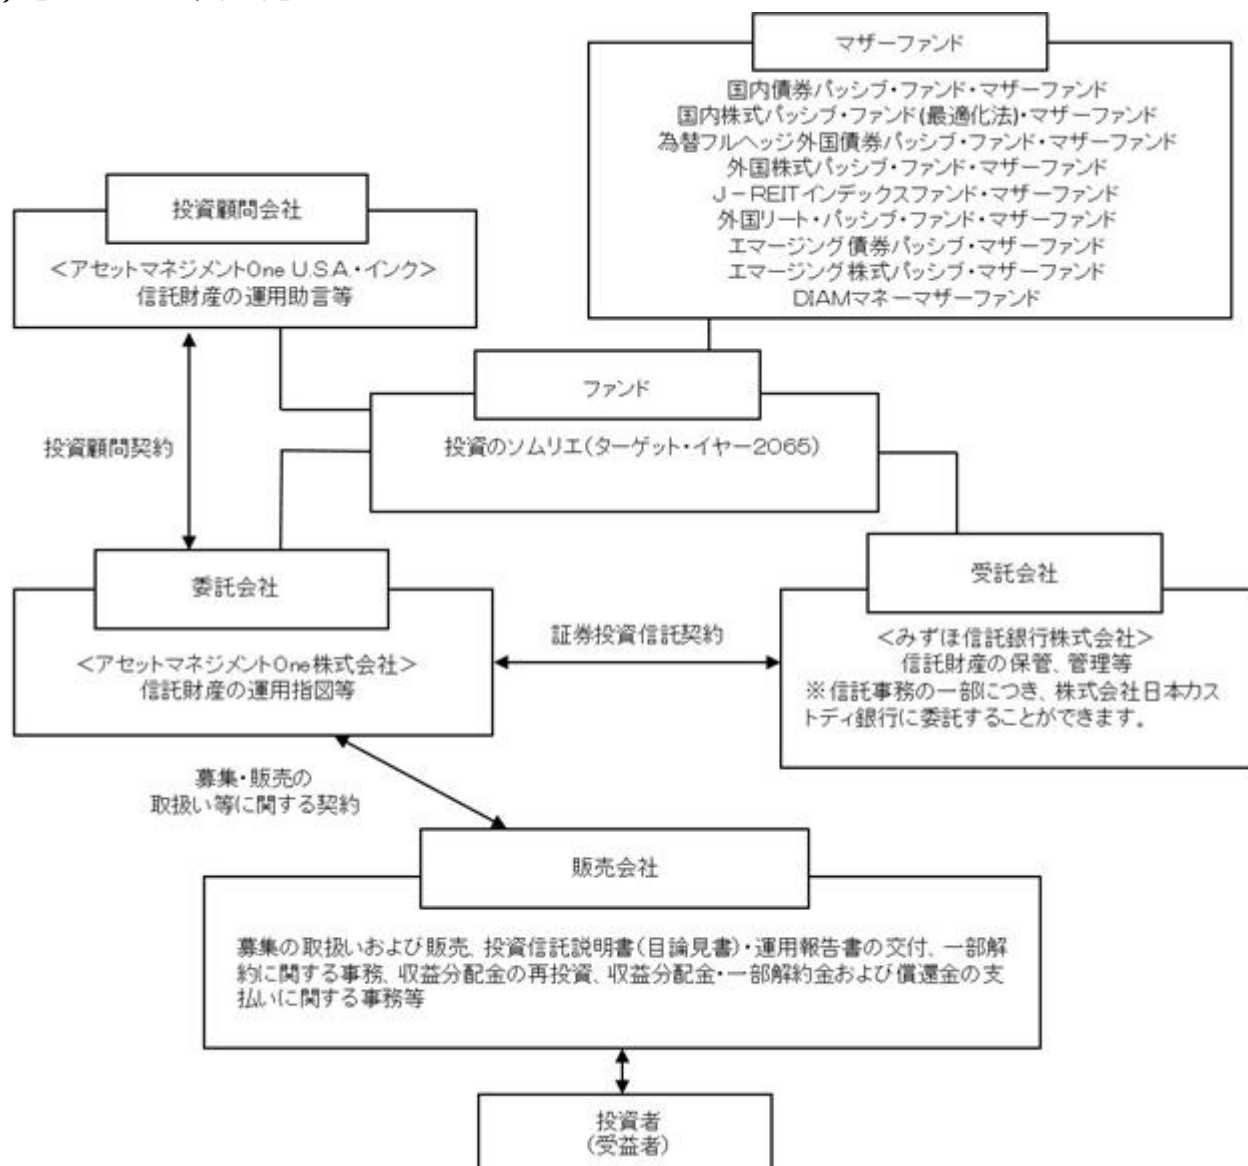 マザーファンド
国内債券パッシブ・ファンド・マザーファンド
国内株式パッシブ・ファンド(最適化法)・マザーファンド
為替フルヘッジ外国債券パッシブ・ファンド・マザーファンド
外国株式パッシブ・ファンド・マザーファンド
J－REITインデックスファンド・マザーファンド
外国リート・パッシブ・ファンド・マザーファンド
エマージング債券パッシブ・マザーファンド
エマージング株式パッシブ・マザーファンド
DIAMマネーマザーファンド
投資顧問会社
＜アセットマネジメントOne U.S.A.・インク＞
信託財産の運用助言等
ファンド
投資のソムリエ(ターゲット・イヤー2065)
投資顧問契約
委託会社
＜アセットマネジメントOne株式会社＞
信託財産の運用指図等
証券投資信託契約
受託会社
＜みずほ信託銀行株式会社＞
信託財産の保管、管理等
※信託事務の一部につき、株式会社日本カス
トディ銀行に委託することができます。
募集・販売の
取扱い等に関する契約
販売会社
募集の取扱いおよび販売、投資信託説明書(目論見書)・運用報告書の交付、一部解
約に関する事務、収益分配金の再投資、収益分配金・一部解約金および償還金の支
払いに関する事務等
投資者
(受益者)